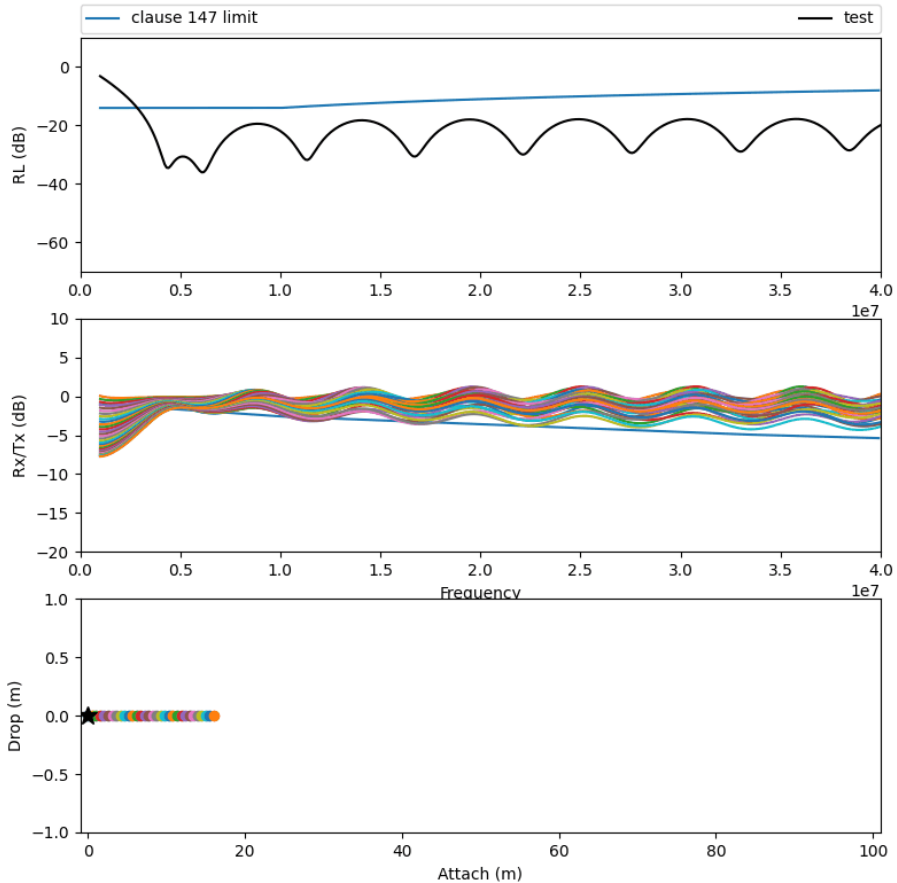 clause 147 limit test
0
−20
−40
−60
RL (dB)
0.0 0.5 1.0 1.5 2.0 2.5 3.0 3.5 4.0
1e7
10
5
0
−5
−10
−15
−20
Rx/Tx (dB)
0.0 0.5 1.0 1.5 2.0 2.5 3.0 3.5 4.0
1e7
Frequency
1.0
0.5
0.0
−0.5
−1.0
Drop (m)
0 20 40 60 80 100
Attach (m)